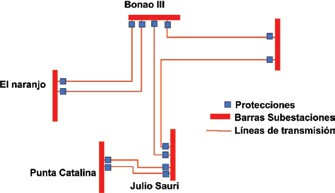 Bonao III
El naranjo
Protecciones
Barras Subestaciones
Líneas de transmisión
Punta Catalina
Julio Sauri